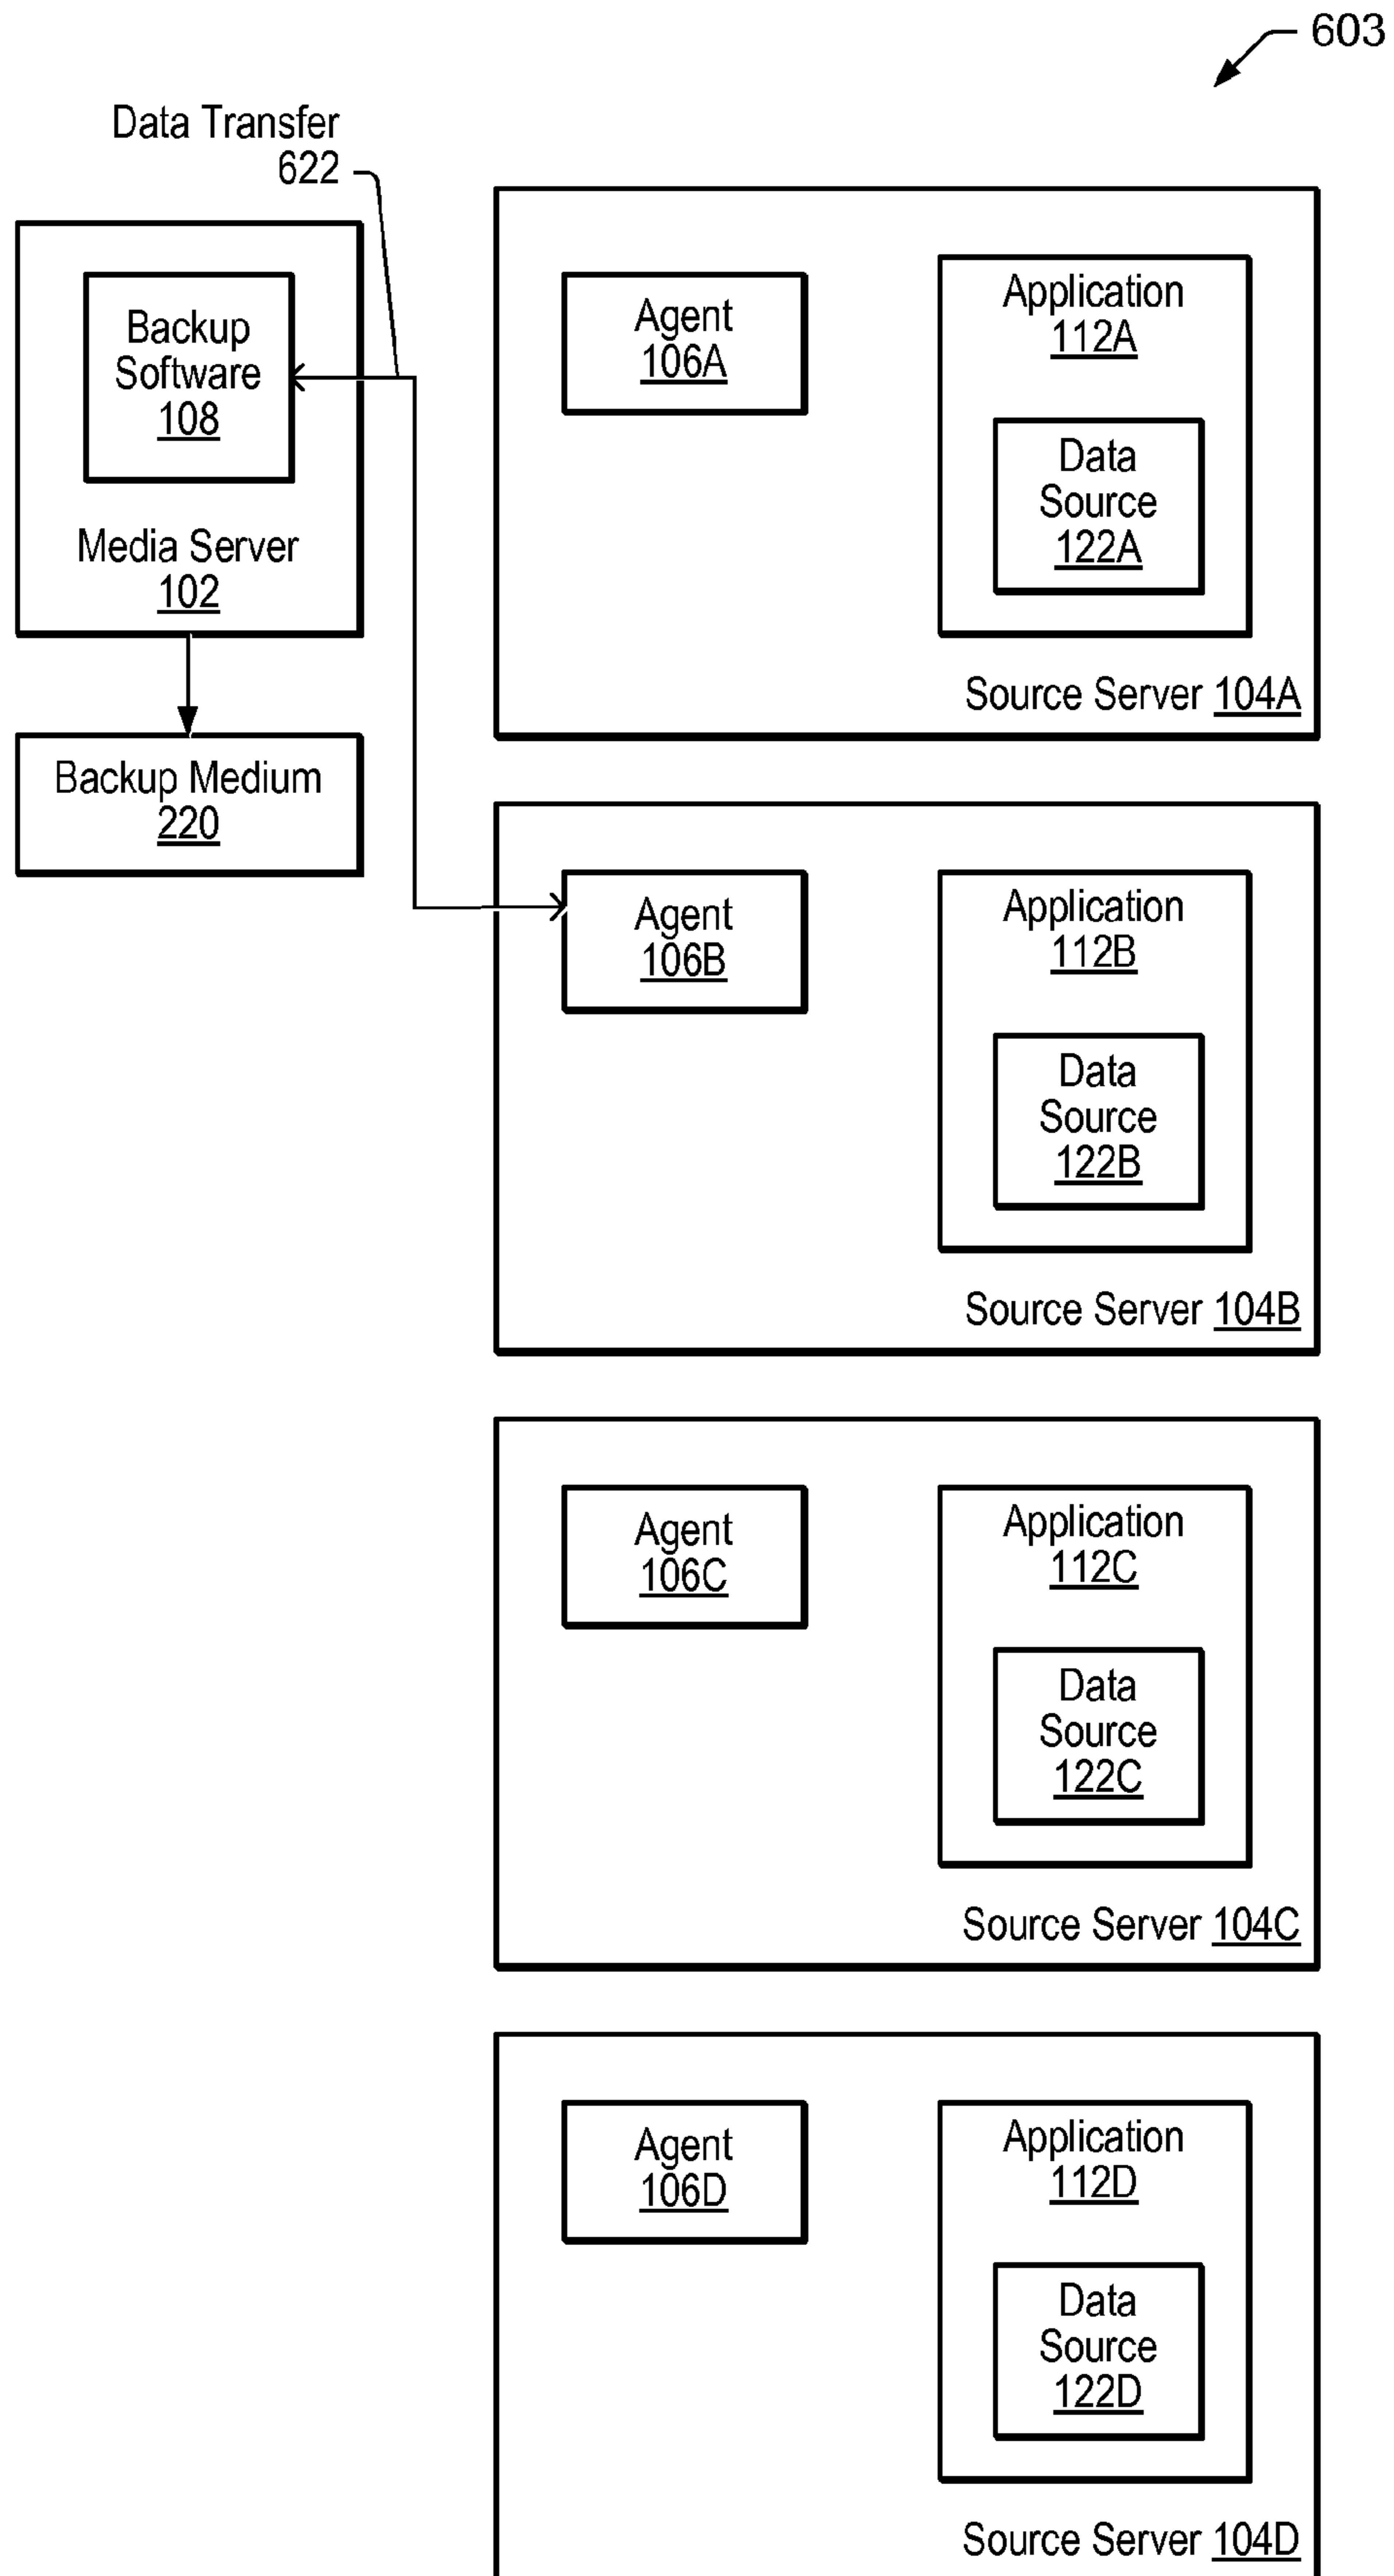 603
Data Transfer
622
Backup
Software
108
Media Server
102
Backup Medium
220
Agent
106A
Application
112A
Data
Source
122A
Source Server 104A
Agent
106B
Application
112B
Data
Source
122B
Source Server 104B
Agent
106C
Application
112C
Data
Source
122C
Source Server 104C
Agent
106D
Application
112D
Data
Source
122D
Source Server 104D